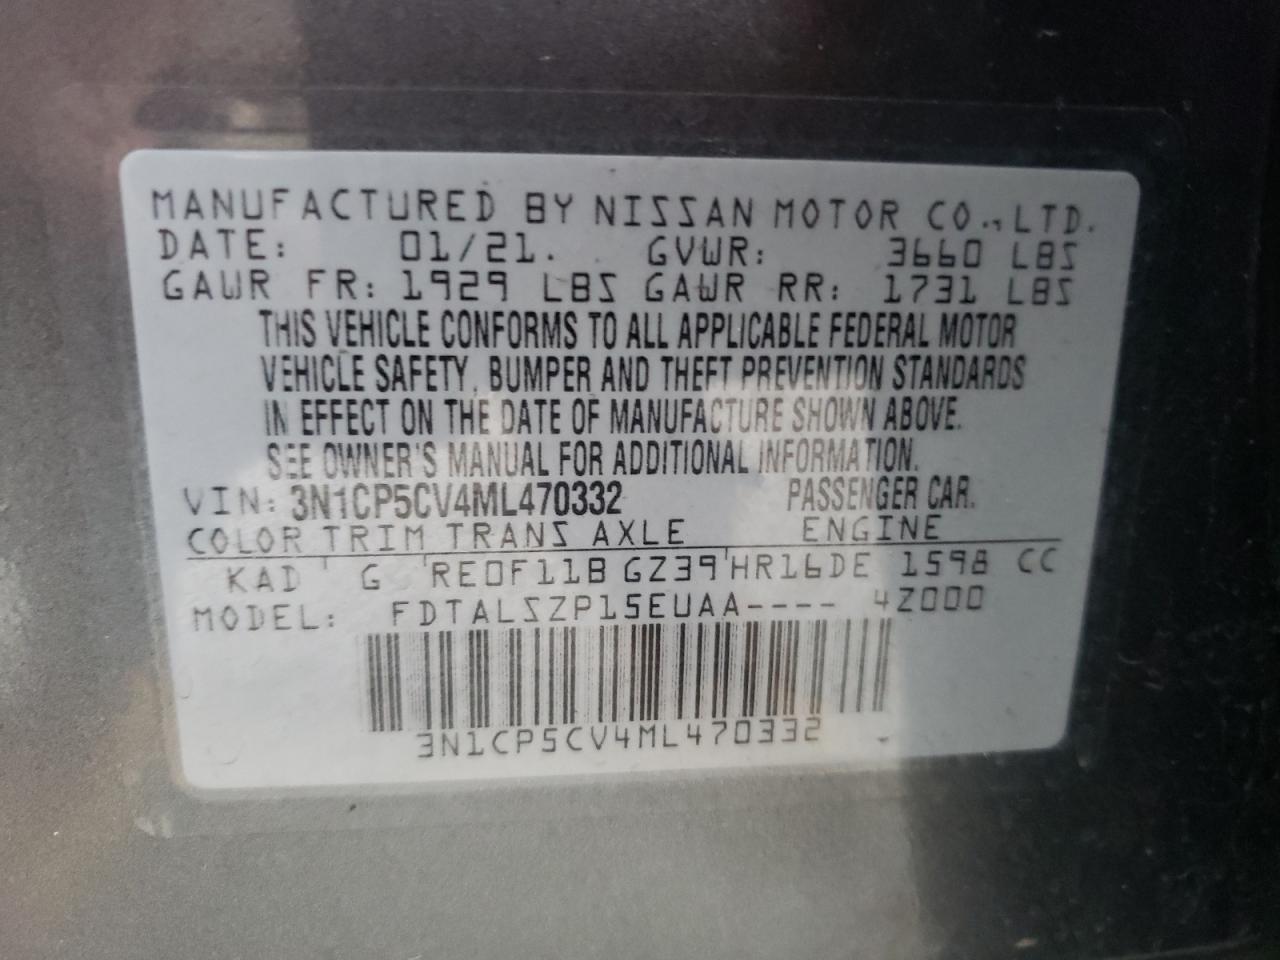 MANUFACTURED BY NISSAN MOTOR CO., LTD.
DATE: 01/21. GVWR: 3660 LBS
GAWR FR: 1929 LBS GAWR RR: 1731 LBS
THIS VEHICLE CONFORMS TO ALL APPLICABLE FEDERAL MOTOR
VEHICLE SAFETY, BUMPER AND THEFT PREVENTION STANDARDS
IN EFFECT ON THE DATE OF MANUFACTURE SHOWN ABOVE.
SEE OWNER'S MANUAL FOR ADDITIONAL INFORMATION.
VIN: 3N1CP5CV4ML470332 PASSENGER CAR.
COLOR TRIM TRANS AXLE ENGINE
KAD G RE0F11B GZ39 HR16DE 1598 CC
MODEL: FDTALSZP15EUAA---- 4Z000
3N1CP5CV4ML470332